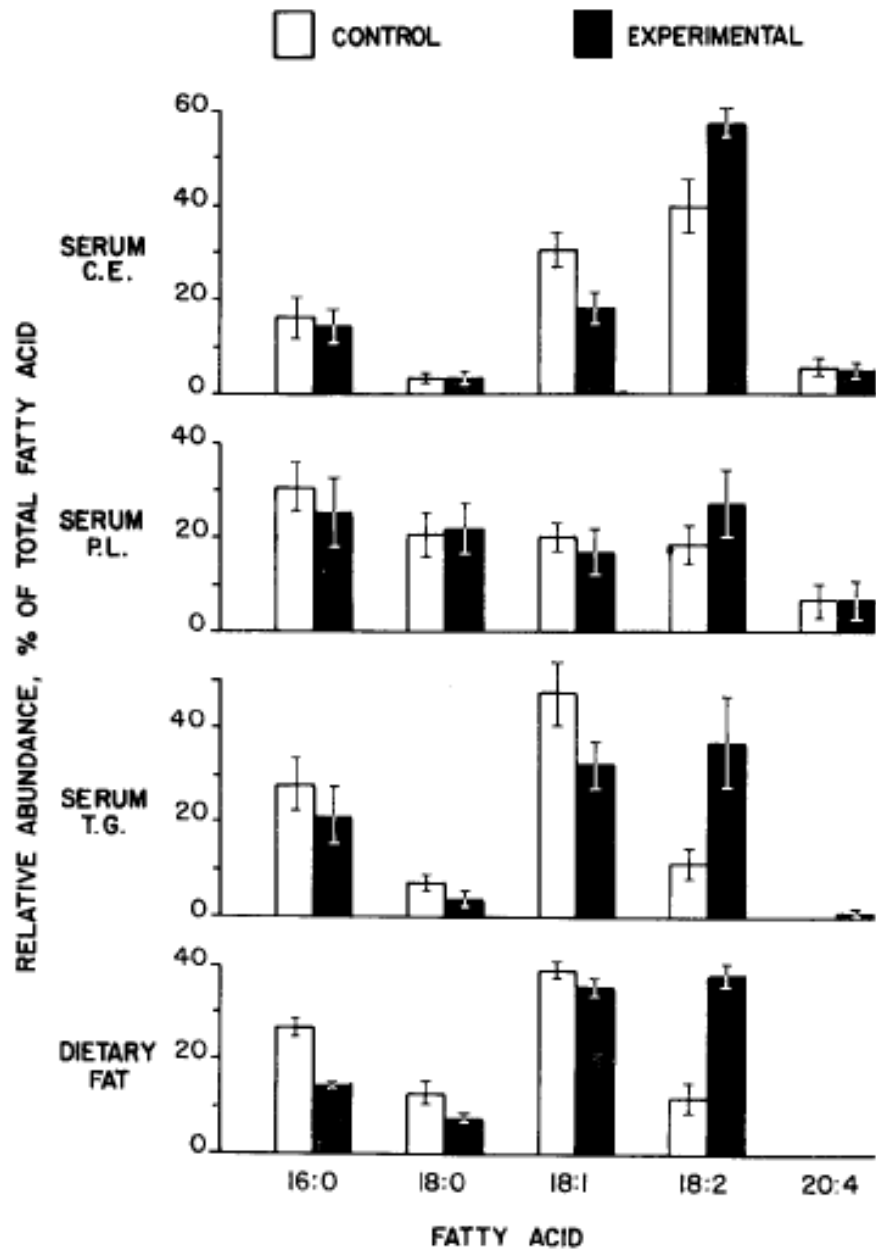 CONTROL EXPERIMENTAL
60
40
20
0
SERUM
C.E.
40
20
0
SERUM
P.L.
40
20
0
SERUM
T.G.
40
20
0
DIETARY
FAT
RELATIVE ABUNDANCE, % OF TOTAL FATTY ACID
16:0 18:0 18:1 18:2 20:4
FATTY ACID